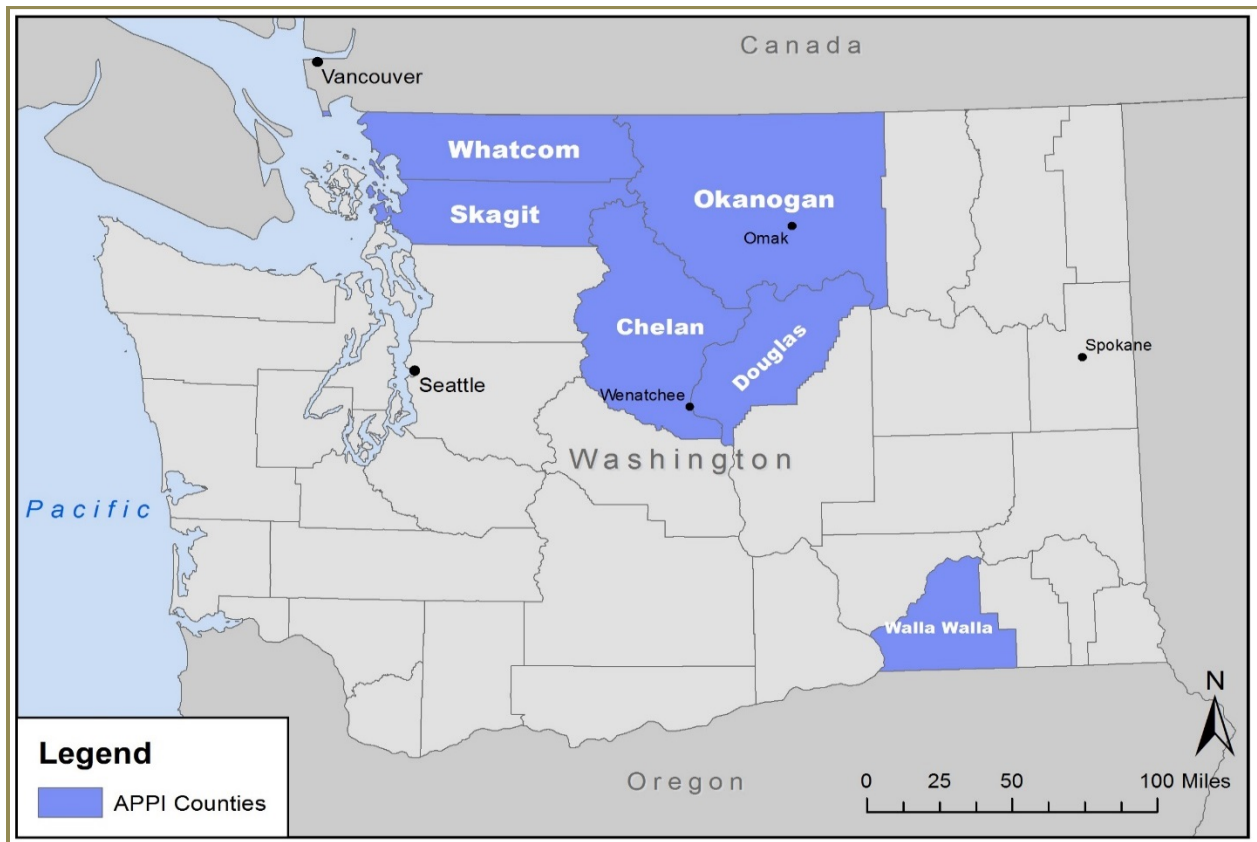 Canada
Vancouver
Whatcom
Skagit
Okanogan
Omak
Chelan
Douglas
Spokane
Seattle
Wenatchee
Washington
Pacific
Walla Walla
N
Legend
APPI Counties
Oregon
0 25 50 100 Miles